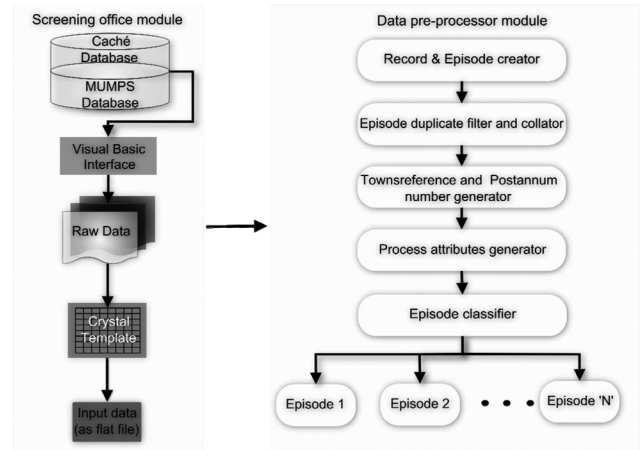 Screening office module
Caché
Database
MUMPS
Database
Visual Basic
Interface
Raw Data
Crystal
Template
Input data
(as flat file)
Data pre-processor module
Record & Episode creator
Episode duplicate filter and collator
Townsreference and Postannum
number generator
Process attributes generator
Episode classifier
Episode 1
Episode 2
• • •
Episode 'N'